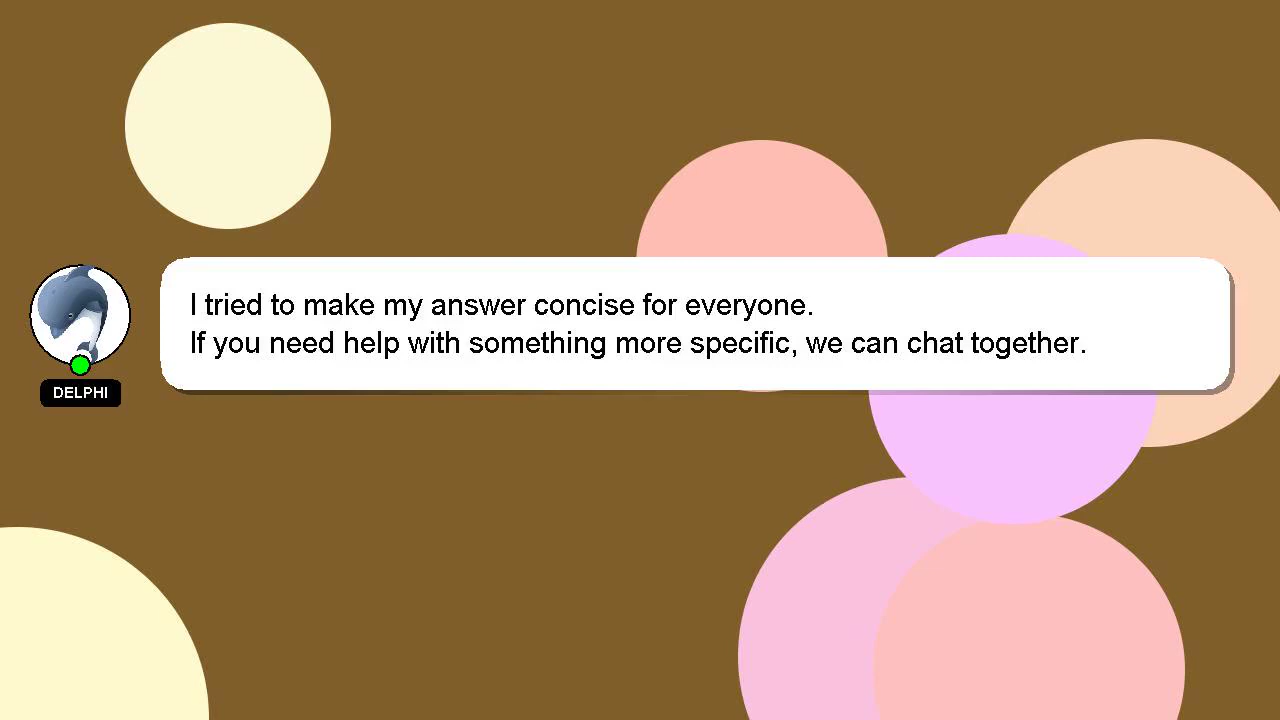 I tried to make my answer concise for everyone.
If you need help with something more specific, we can chat together.
DELPHI